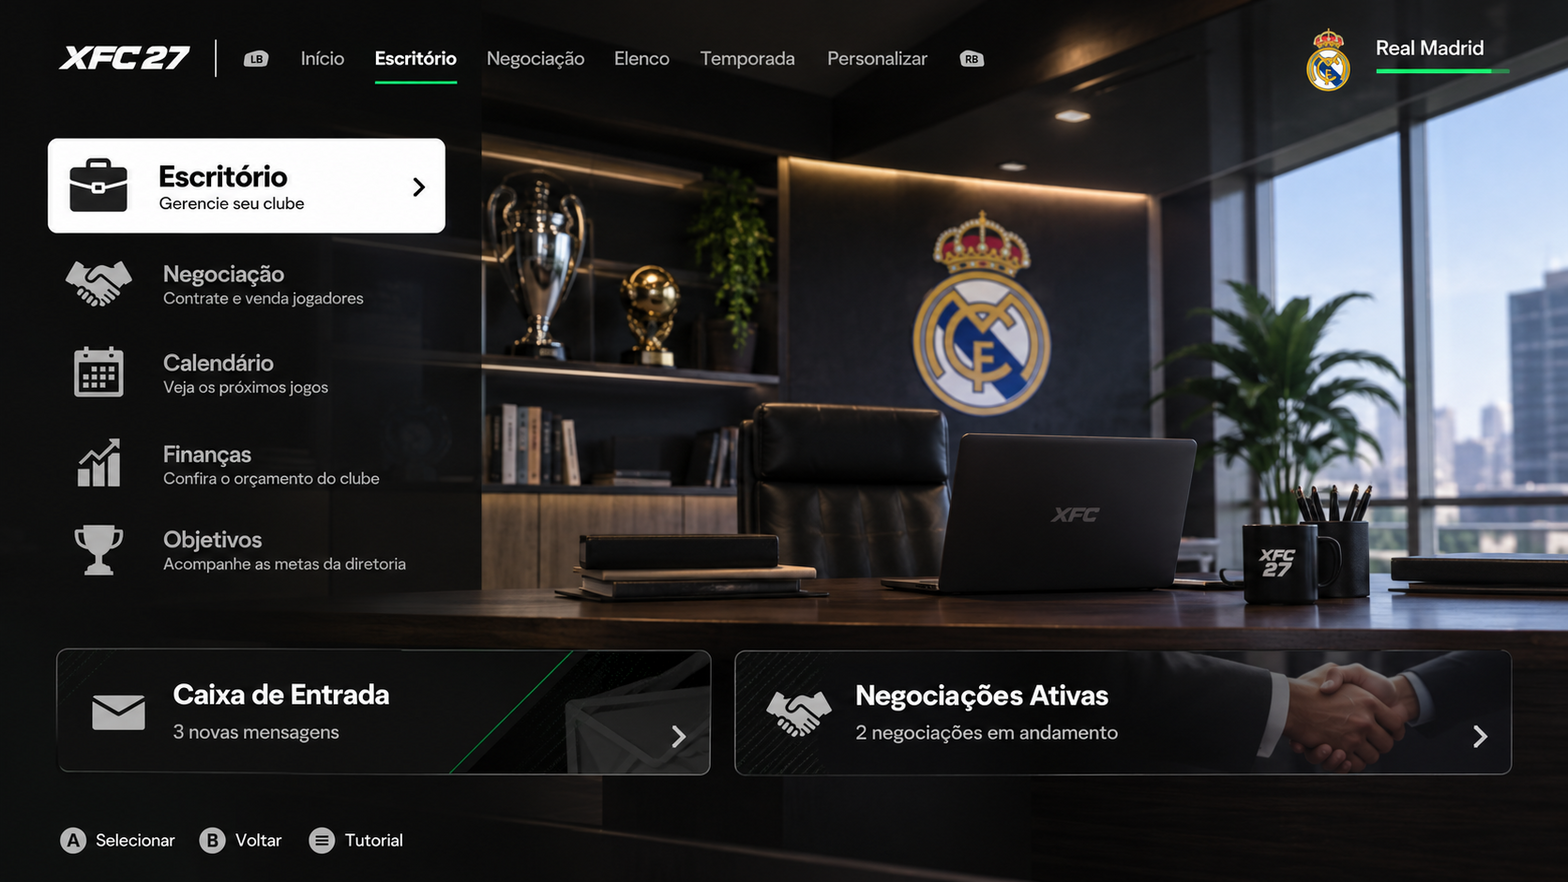 XFC 27
LB
Início
Escritório
Negociação
Elenco
Temporada
Personalizar
RB
Real Madrid
Escritório
Gerencie seu clube
Negociação
Contrate e venda jogadores
Calendário
Veja os próximos jogos
Finanças
Confira o orçamento do clube
Objetivos
Acompanhe as metas da diretoria
XFC
XFC
27
Caixa de Entrada
3 novas mensagens
Negociações Ativas
2 negociações em andamento
A Selecionar
B Voltar
Tutorial